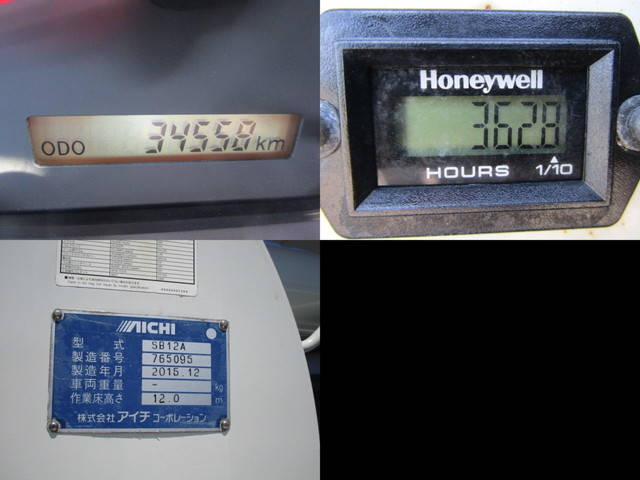 ODO 34558 km
Honeywell
3628
HOURS 1/10
AICHI
型式 SB12A
製造番号 765095
製造年月 2015.12
車両重量 - kg
作業床高さ 12.0 m
株式会社アイチコーポレーション